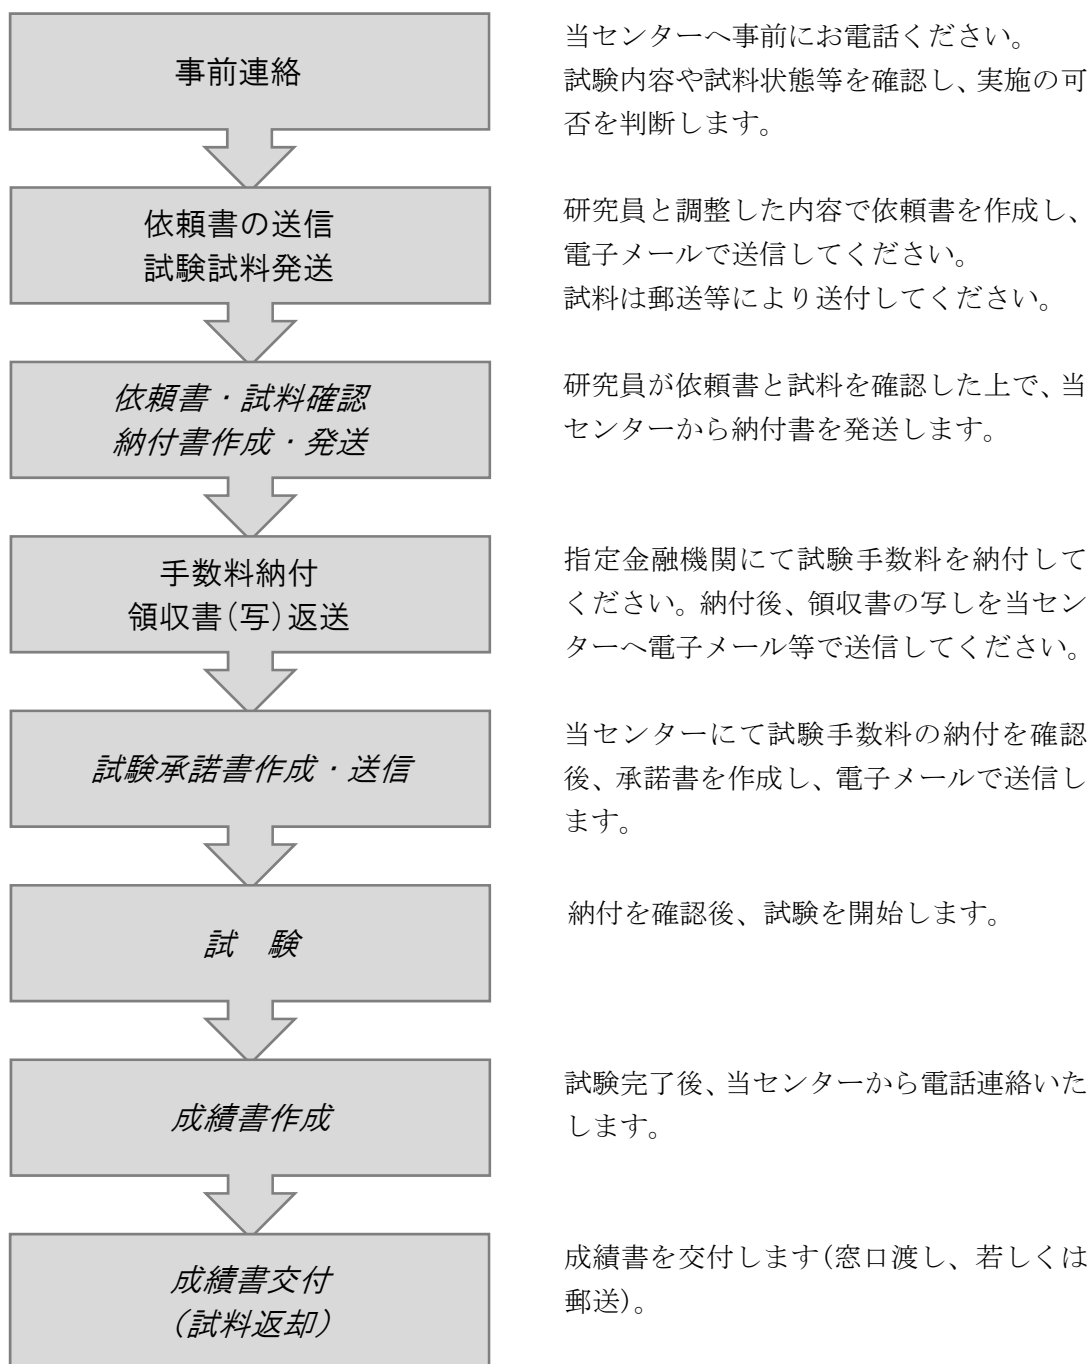 事前連絡
当センターへ事前にお電話ください。
試験内容や試料状態等を確認し、実施の可
否を判断します。
依頼書の送信
試験試料発送
研究員と調整した内容で依頼書を作成し、
電子メールで送信してください。
試料は郵送等により送付してください。
依頼書・試料確認
納付書作成・発送
研究員が依頼書と試料を確認した上で、当
センターから納付書を発送します。
手数料納付
領収書(写)返送
指定金融機関にて試験手数料を納付して
ください。納付後、領収書の写しを当セン
ターへ電子メール等で送信してください。
試験承諾書作成・送信
当センターにて試験手数料の納付を確認
後、承諾書を作成し、電子メールで送信し
ます。
試　験
納付を確認後、試験を開始します。
成績書作成
試験完了後、当センターから電話連絡いた
します。
成績書交付
(試料返却)
成績書を交付します(窓口渡し、若しくは
郵送)。